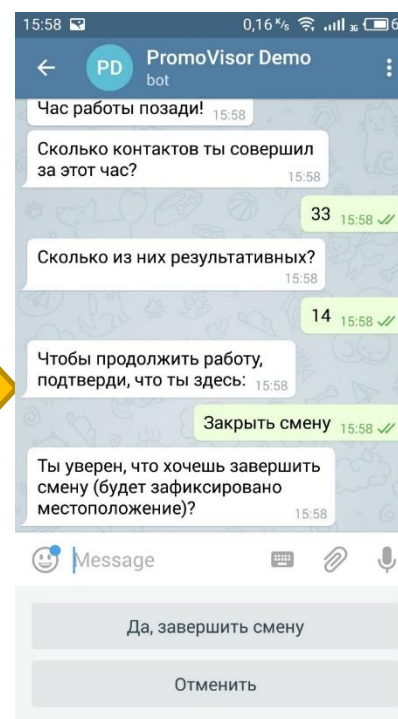 15:58 0,16 K/s 3G 6
PD PromoVisor Demo
bot
Час работы позади! 15:58
Сколько контактов ты совершил
за этот час? 15:58
33 15:58
Сколько из них результативных?
15:58
14 15:58
Чтобы продолжить работу,
подтверди, что ты здесь: 15:58
Закрыть смену 15:58
Ты уверен, что хочешь завершить
смену (будет зафиксировано
местоположение)? 15:58
Message
Да, завершить смену
Отменить